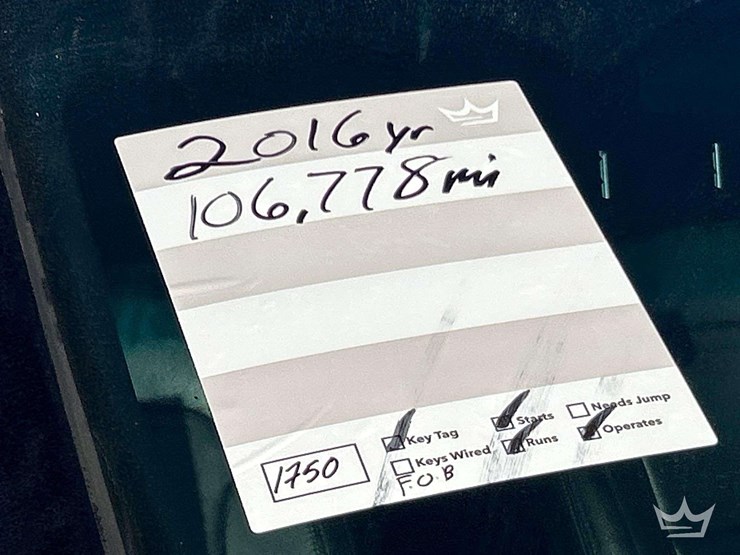 2016 yr
106,778 mi
1750
Key Tag
Starts
Needs Jump
Keys Wired
Runs
Operates
F.O.B